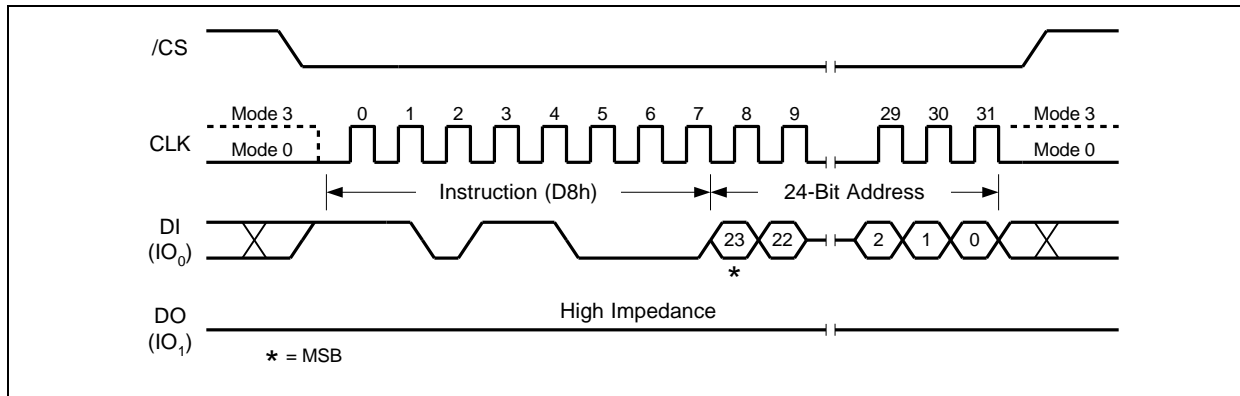 /CS
Mode 3 0 1 2 3 4 5 6 7 8 9 29 30 31 Mode 3
CLK
Mode 0 Mode 0
Instruction (D8h) 24-Bit Address
DI
(IO0)
23 22 2 1 0
*
High Impedance
DO
(IO1)
* = MSB